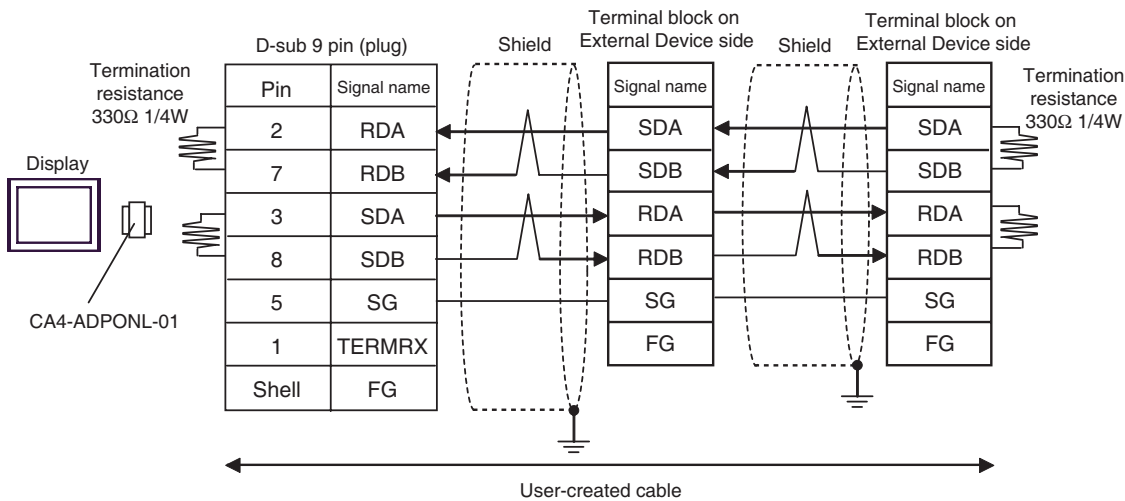 Terminal block on
External Device side
Terminal block on
External Device side
D-sub 9 pin (plug)
Shield
Shield
Termination
resistance
330Ω 1/4W
Termination
resistance
330Ω 1/4W
Display
CA4-ADPONL-01
Pin Signal name
2 RDA
7 RDB
3 SDA
8 SDB
5 SG
1 TERMRX
Shell FG
Signal name
SDA
SDB
RDA
RDB
SG
FG
Signal name
SDA
SDB
RDA
RDB
SG
FG
User-created cable